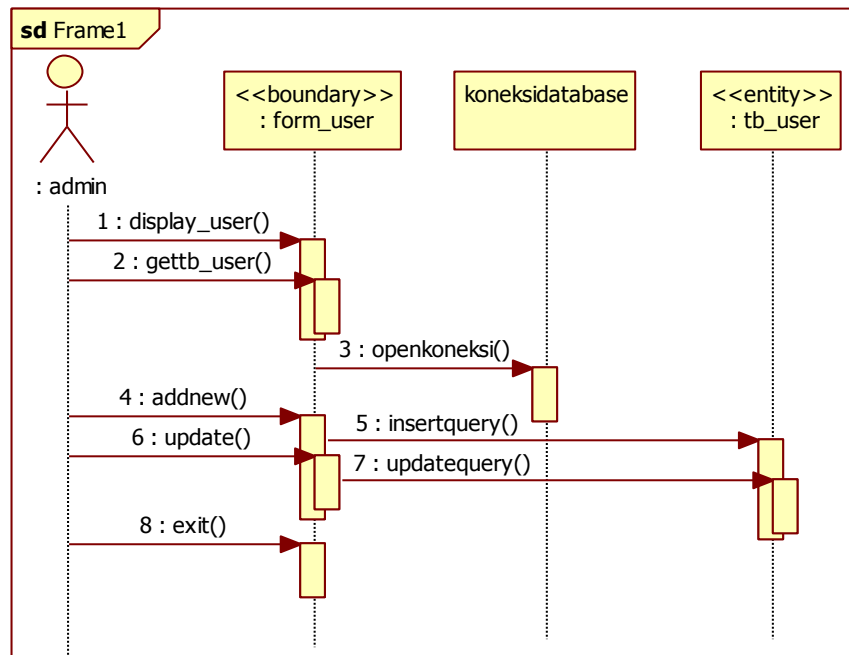 sd Frame1
<<boundary>>
: form_user
koneksidatabase
<<entity>>
: tb_user
: admin
1 : display_user()
2 : gettb_user()
3 : openkoneksi()
4 : addnew()
5 : insertquery()
6 : update()
7 : updatequery()
8 : exit()